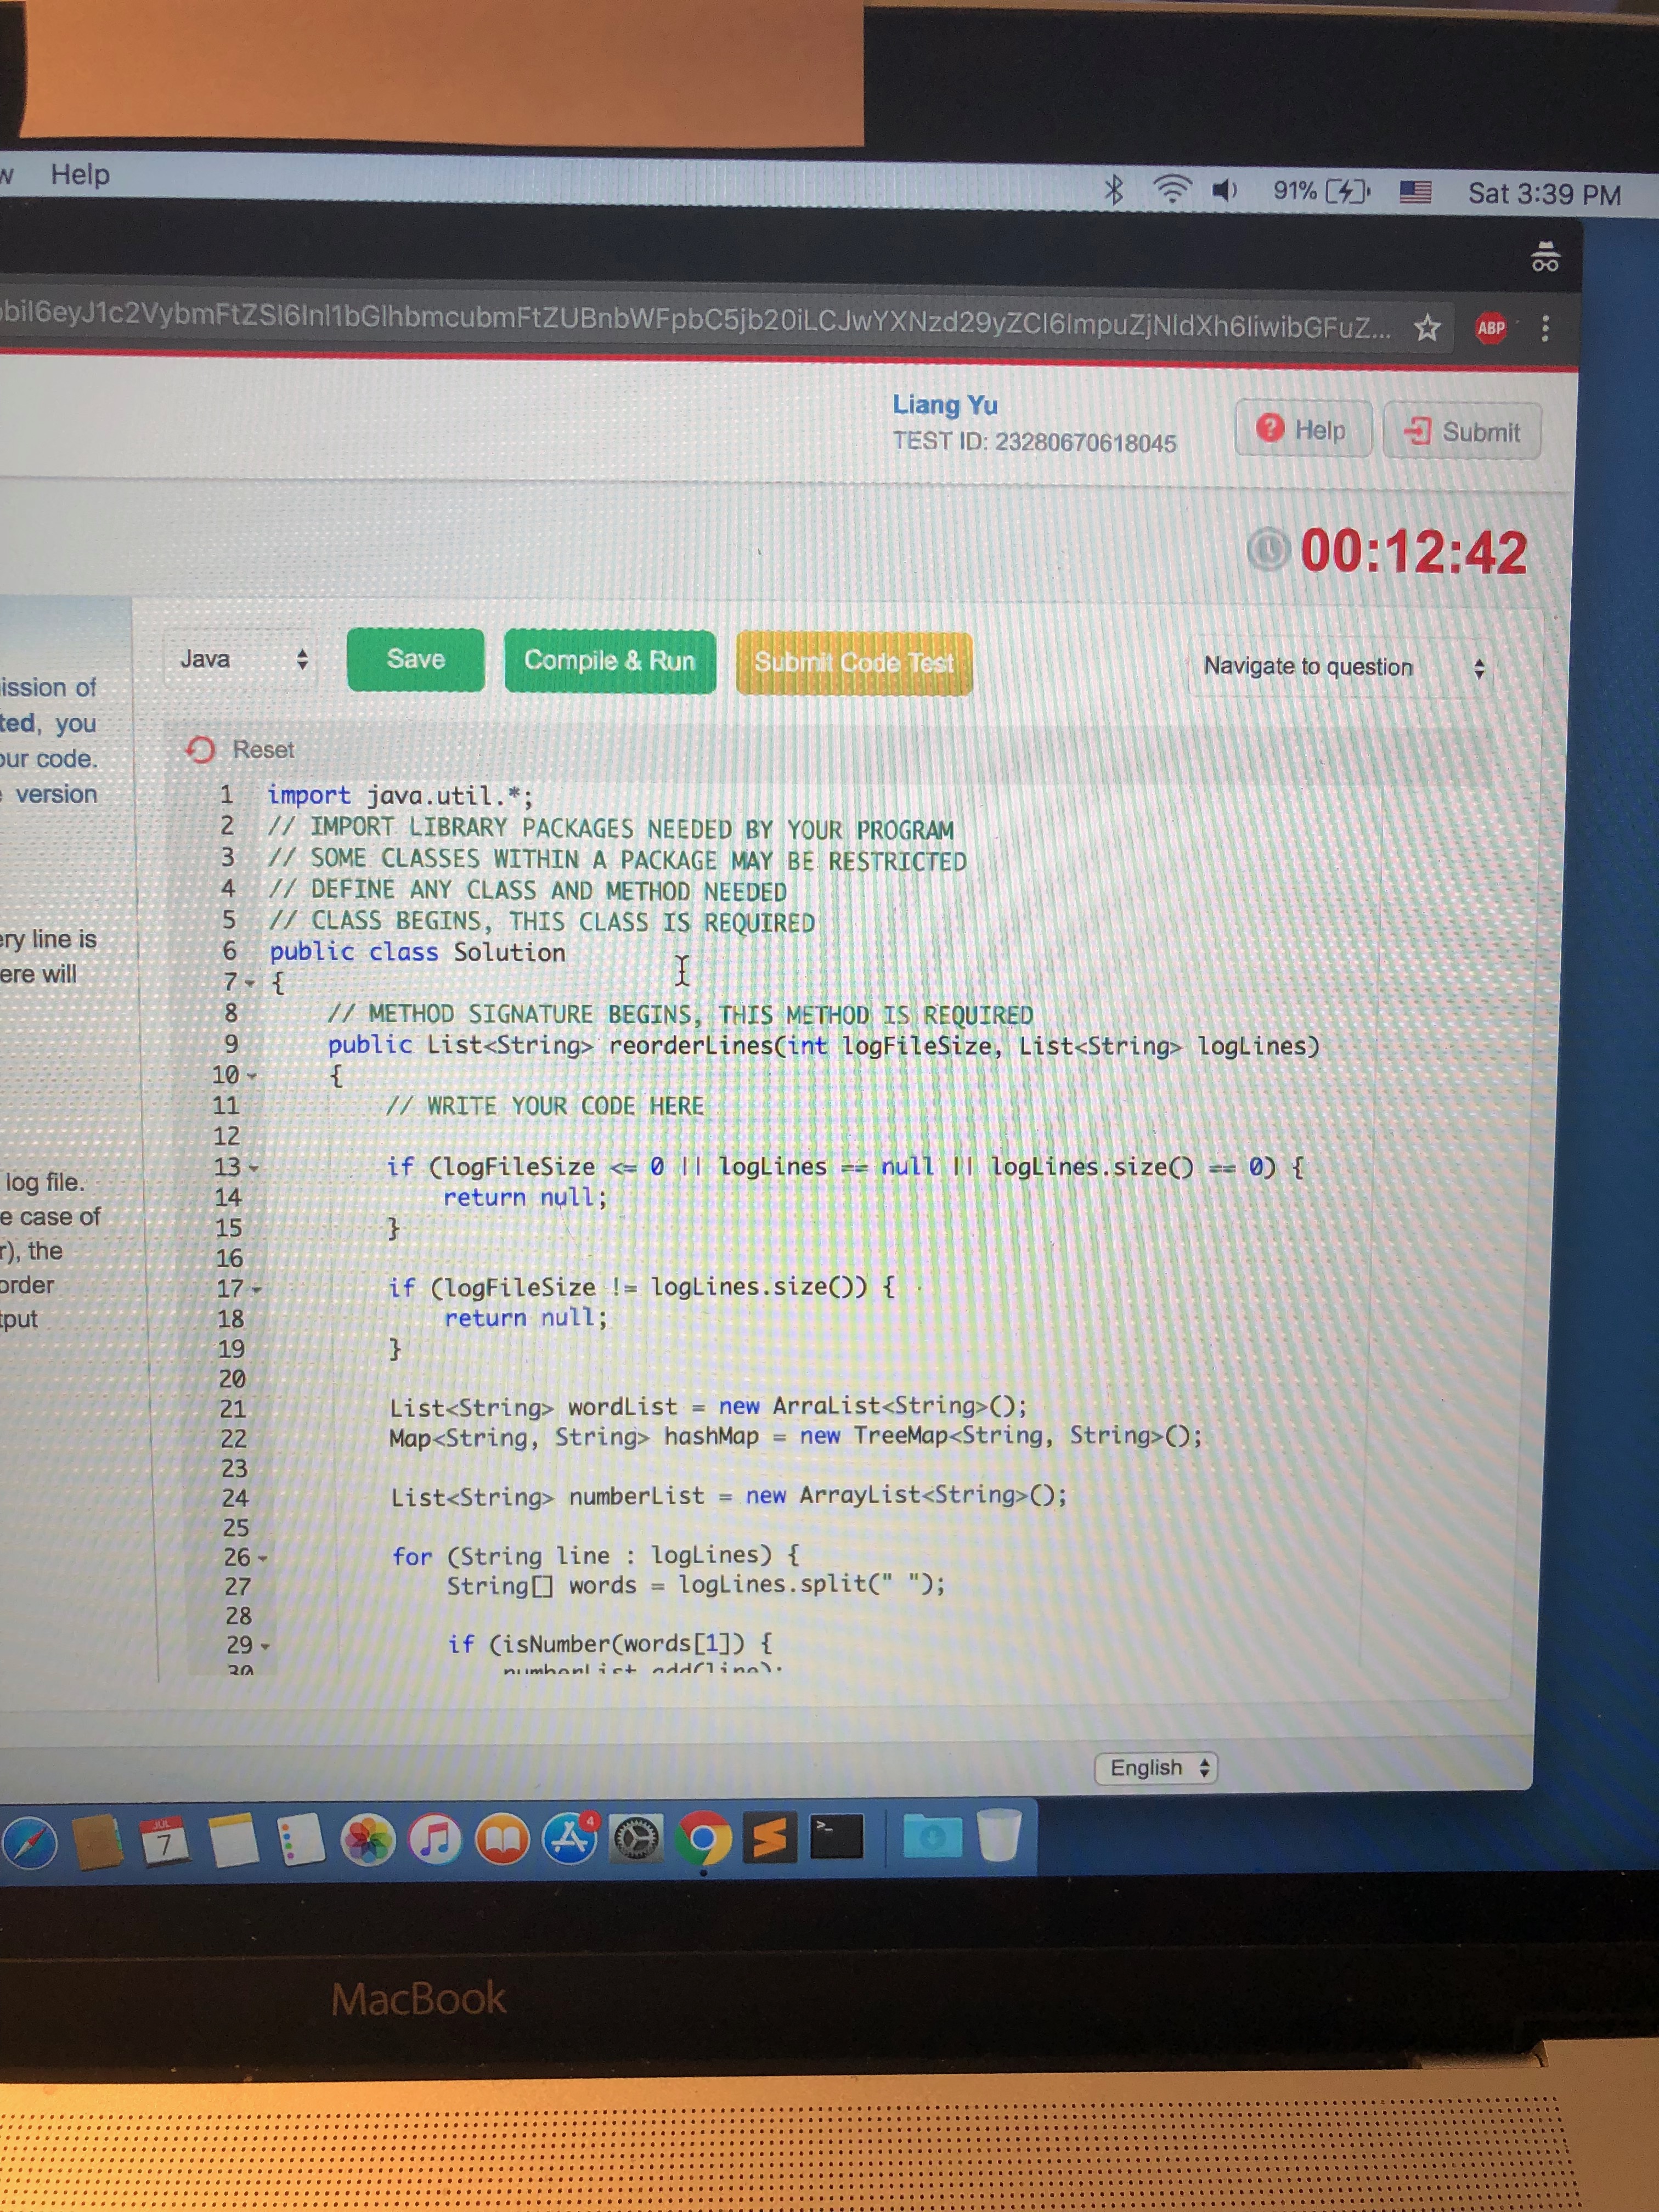 Help
91%
Sat 3:39 PM
ABP
Liang Yu
TEST ID: 23280670618045
Help
Submit
00:12:42
ission of
ted, you
our code.
version
ery line is
ere will
log file.
e case of
r), the
order
tput
Java
Save
Compile & Run
Submit Code Test
Navigate to question
Reset
1 import java.util.*;
2 // IMPORT LIBRARY PACKAGES NEEDED BY YOUR PROGRAM
3 // SOME CLASSES WITHIN A PACKAGE MAY BE RESTRICTED
4 // DEFINE ANY CLASS AND METHOD NEEDED
5 // CLASS BEGINS, THIS CLASS IS REQUIRED
6 public class Solution
7 {
8 // METHOD SIGNATURE BEGINS, THIS METHOD IS REQUIRED
9 public List<String> reorderLines(int logFileSize, List<String> logLines)
10 {
11 // WRITE YOUR CODE HERE
12
13 if (logFileSize <= 0 || logLines == null || logLines.size() == 0) {
14 return null;
15 }
16
17 if (logFileSize != logLines.size()) {
18 return null;
19 }
20
21 List<String> wordList = new ArraList<String>();
22 Map<String, String> hashMap = new TreeMap<String, String>();
23
24 List<String> numberList = new ArrayList<String>();
25
26 for (String line : logLines) {
27 String[] words = logLines.split(" ");
28
29 if (isNumber(words[1]) {
30 numberList.add(line);
English
JUL
7
4
MacBook